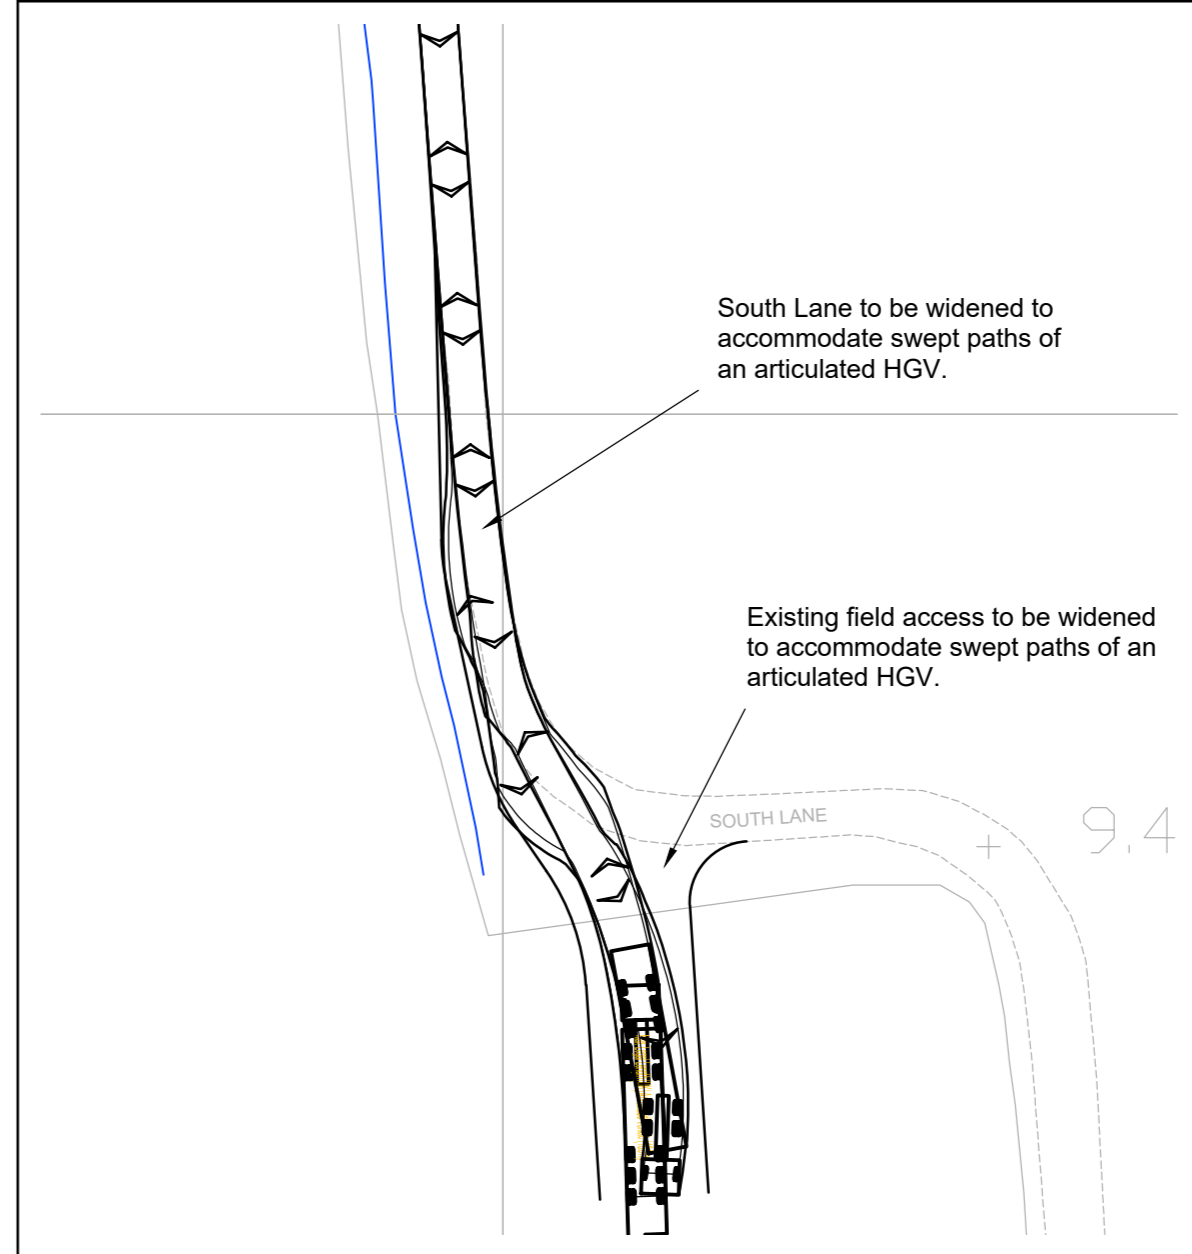 South Lane to be widened to
accommodate swept paths of
an articulated HGV.
Existing field access to be widened
to accommodate swept paths of an
articulated HGV.
SOUTH LANE
9.4